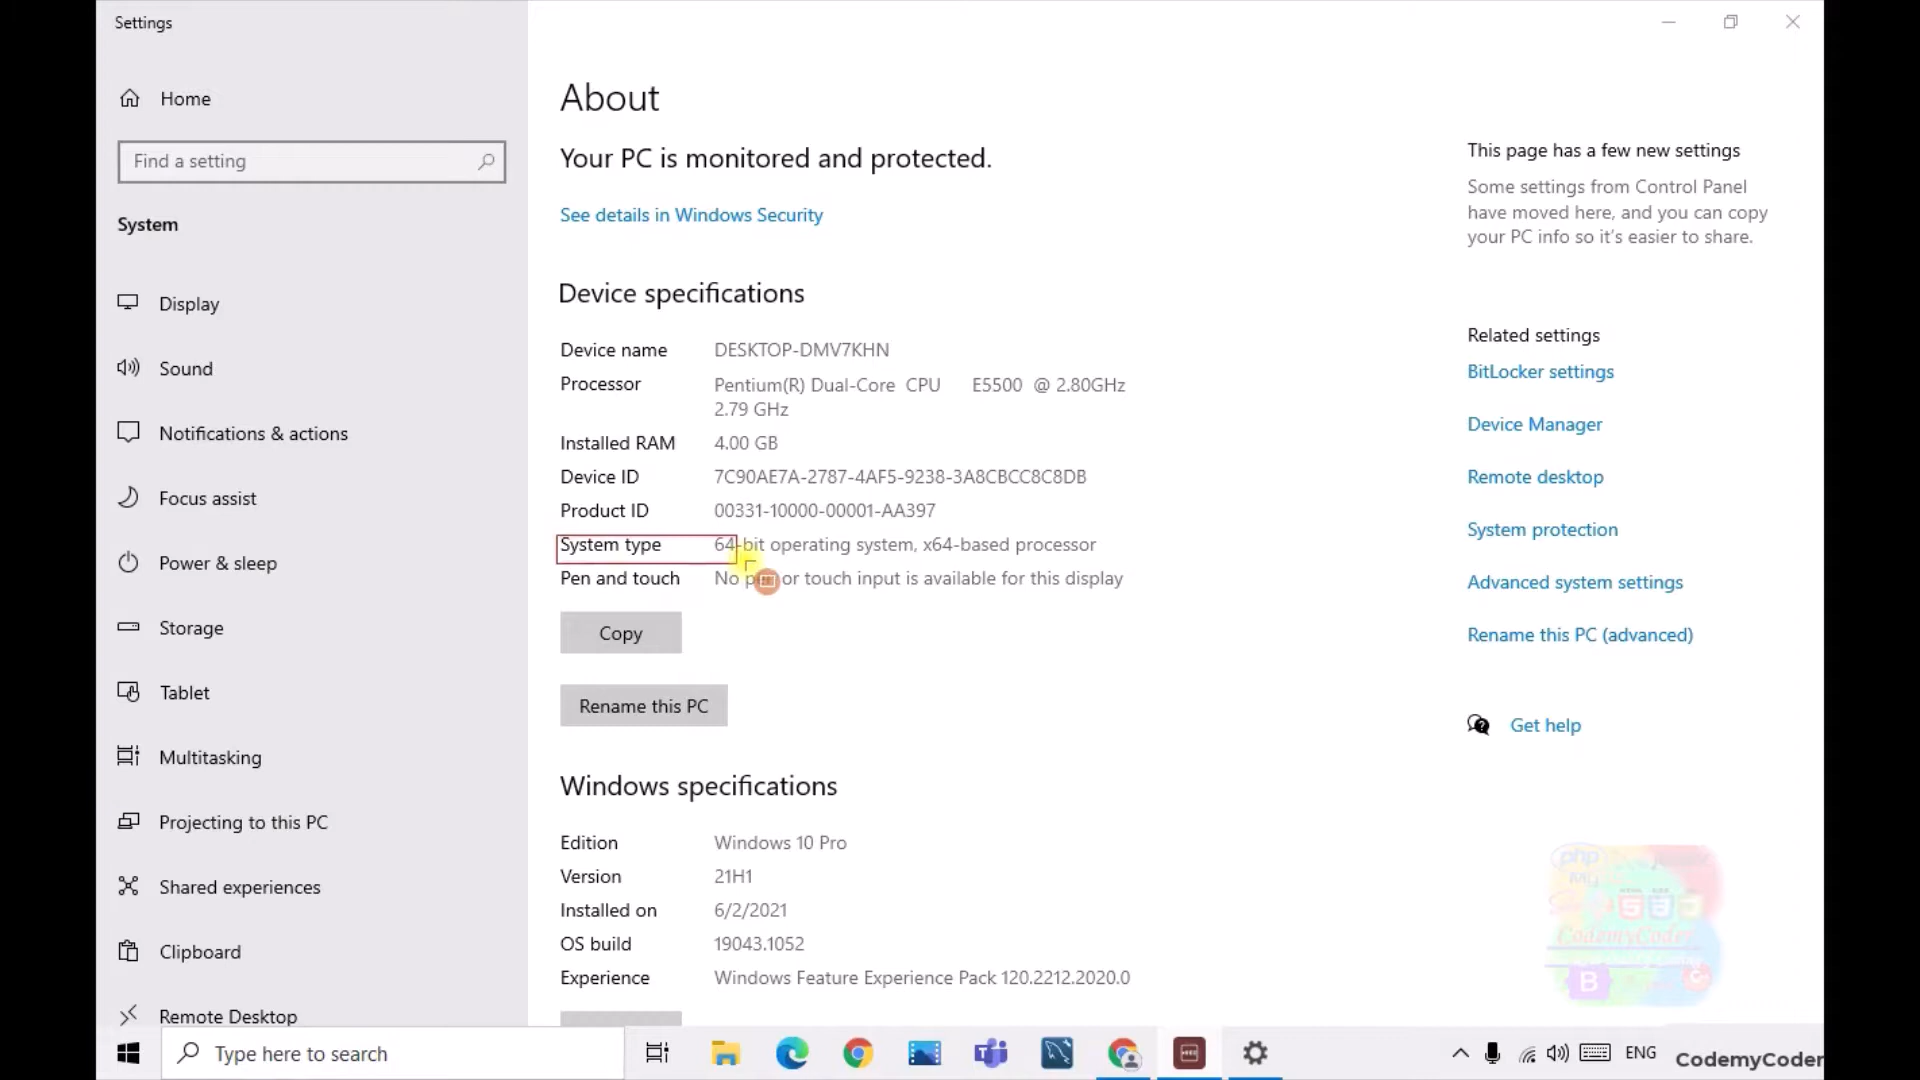 Settings
Home
Find a setting
System
Display
Sound
Notifications & actions
Focus assist
Power & sleep
Storage
Tablet
Multitasking
Projecting to this PC
Shared experiences
Clipboard
Remote Desktop
About
Your PC is monitored and protected.
See details in Windows Security
Device specifications
Device name DESKTOP-DMV7KHN
Processor Pentium(R) Dual-Core CPU E5500 @ 2.80GHz
2.79 GHz
Installed RAM 4.00 GB
Device ID 7C90AE7A-2787-4AF5-9238-3A8CBCC8C8DB
Product ID 00331-10000-00001-AA397
System type 64-bit operating system, x64-based processor
Pen and touch No pen or touch input is available for this display
Copy
Rename this PC
Windows specifications
Edition Windows 10 Pro
Version 21H1
Installed on 6/2/2021
OS build 19043.1052
Experience Windows Feature Experience Pack 120.2212.2020.0
This page has a few new settings
Some settings from Control Panel
have moved here, and you can copy
your PC info so it's easier to share.
Related settings
BitLocker settings
Device Manager
Remote desktop
System protection
Advanced system settings
Rename this PC (advanced)
Get help
php
CodemyCoder
B
Type here to search
ENG
CodemyCoder